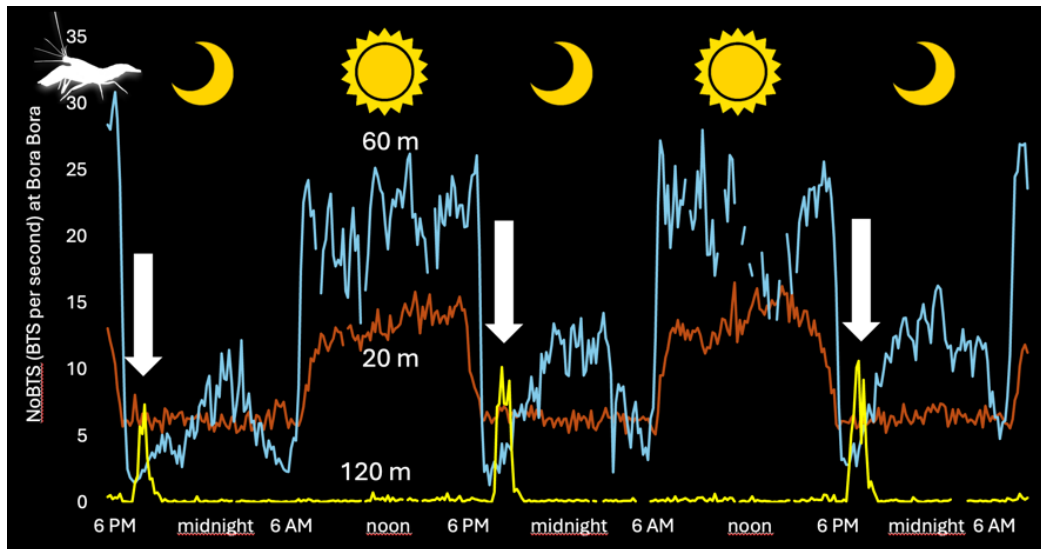 35
30
25
20
15
10
5
0
NoBTS (BTS per second) at Bora Bora
60 m
20 m
120 m
6 PM midnight 6 AM noon 6 PM midnight 6 AM noon 6 PM midnight 6 AM